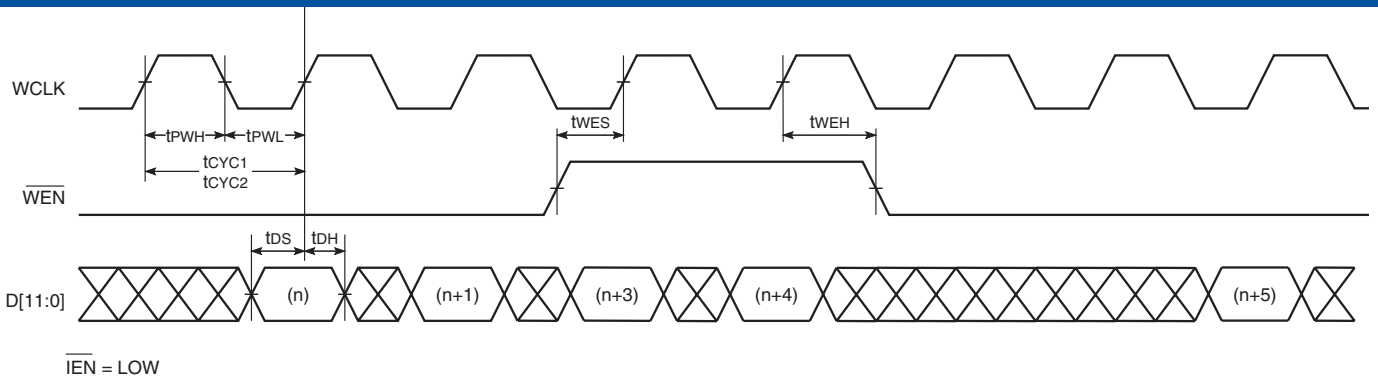 WCLK
tPWH tPWL
tWES
tWEH
tCYC1
tCYC2
WEN
tDS tDH
D[11:0]
(n)
(n+1)
(n+3)
(n+4)
(n+5)
IEN = LOW